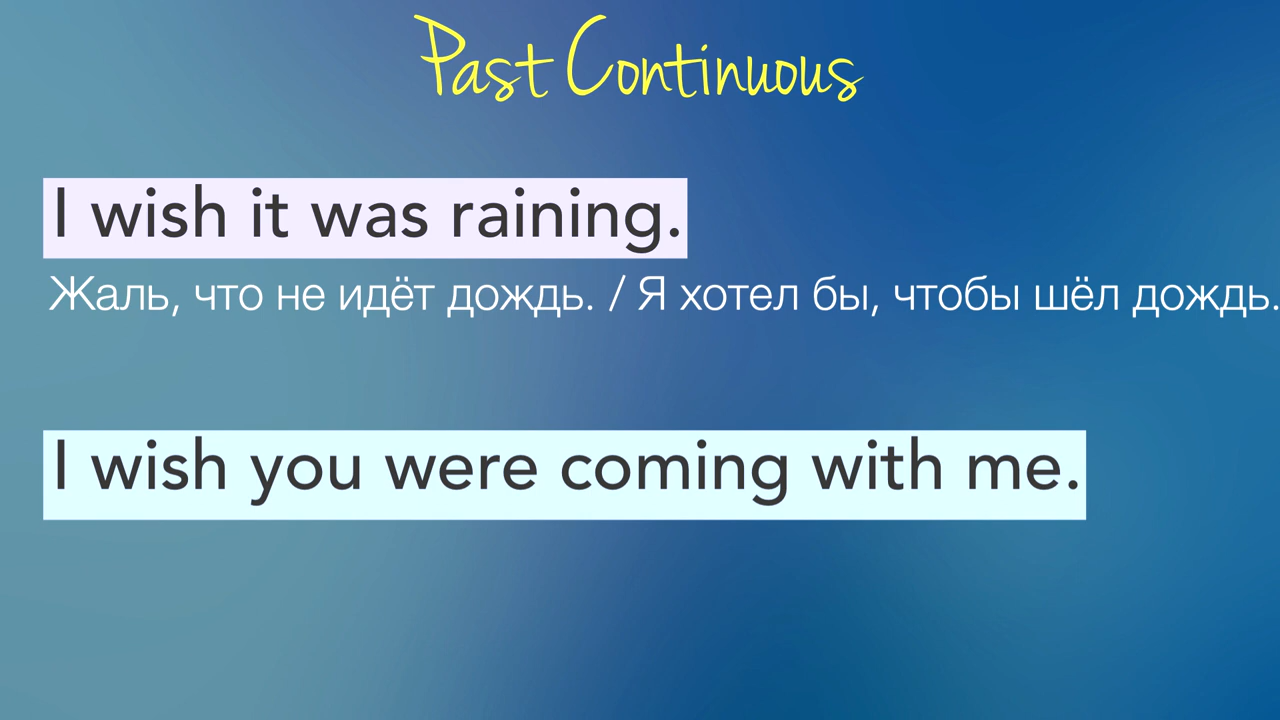 Past Continuous
I wish it was raining.
Жаль, что не идёт дождь. / Я хотел бы, чтобы шёл дождь.
I wish you were coming with me.